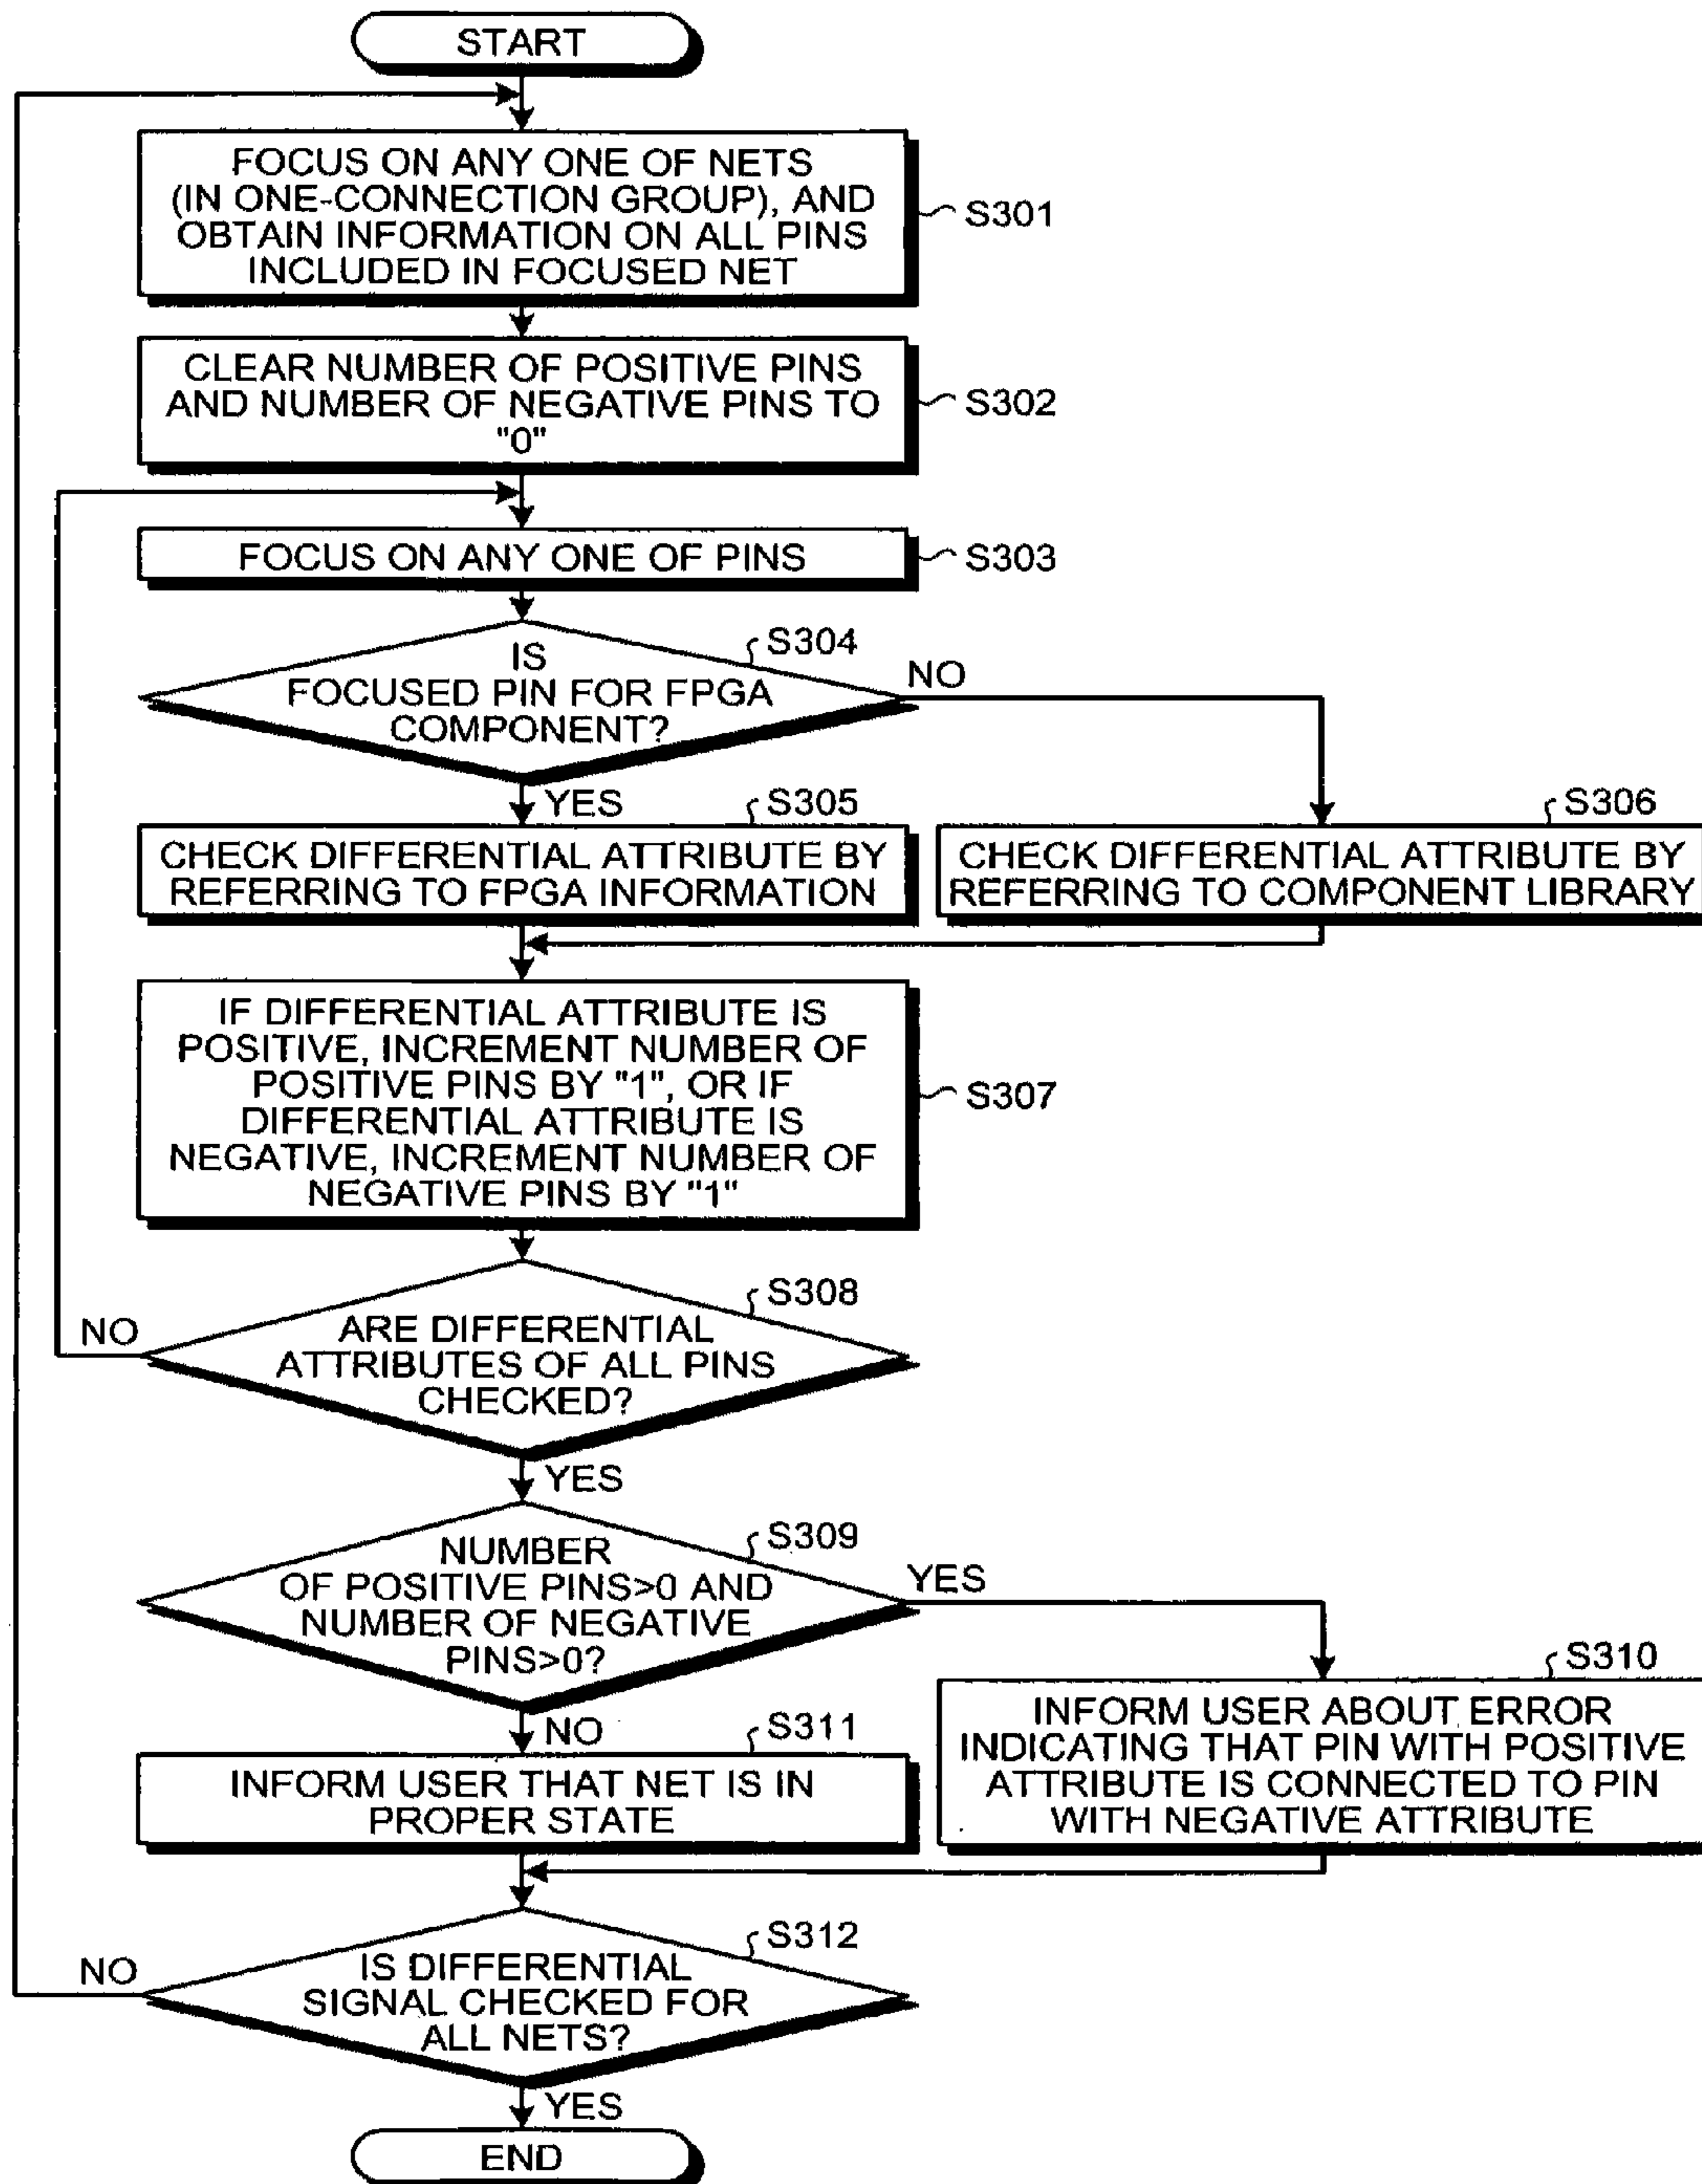 START
FOCUS ON ANY ONE OF NETS
(IN ONE-CONNECTION GROUP), AND
OBTAIN INFORMATION ON ALL PINS
INCLUDED IN FOCUSED NET
S301
CLEAR NUMBER OF POSITIVE PINS
AND NUMBER OF NEGATIVE PINS TO
"0"
S302
FOCUS ON ANY ONE OF PINS
S303
S304
IS
FOCUSED PIN FOR FPGA
COMPONENT?
NO
YES
S305
CHECK DIFFERENTIAL ATTRIBUTE BY
REFERRING TO FPGA INFORMATION
S306
CHECK DIFFERENTIAL ATTRIBUTE BY
REFERRING TO COMPONENT LIBRARY
IF DIFFERENTIAL ATTRIBUTE IS
POSITIVE, INCREMENT NUMBER OF
POSITIVE PINS BY "1", OR IF
DIFFERENTIAL ATTRIBUTE IS
NEGATIVE, INCREMENT NUMBER OF
NEGATIVE PINS BY "1"
S307
S308
NO
ARE DIFFERENTIAL
ATTRIBUTES OF ALL PINS
CHECKED?
YES
S309
NUMBER
OF POSITIVE PINS>0 AND
NUMBER OF NEGATIVE
PINS>0?
YES
NO
S310
INFORM USER ABOUT ERROR
INDICATING THAT PIN WITH POSITIVE
ATTRIBUTE IS CONNECTED TO PIN
WITH NEGATIVE ATTRIBUTE
S311
INFORM USER THAT NET IS IN
PROPER STATE
S312
NO
IS DIFFERENTIAL
SIGNAL CHECKED FOR
ALL NETS?
YES
END